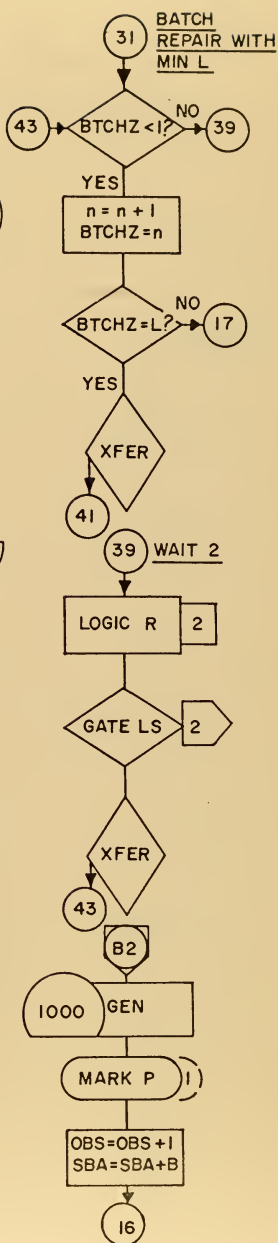 31
BATCH
REPAIR WITH
MIN L
43
BTCHZ <1?
NO
39
YES
n = n + 1
BTCHZ=n
BTCHZ=L?
NO
17
YES
XFER
41
39
WAIT 2
LOGIC R
2
GATE LS
2
XFER
43
B2
1000
GEN
MARK P
1
OBS=OBS+1
SBA=SBA+B
16